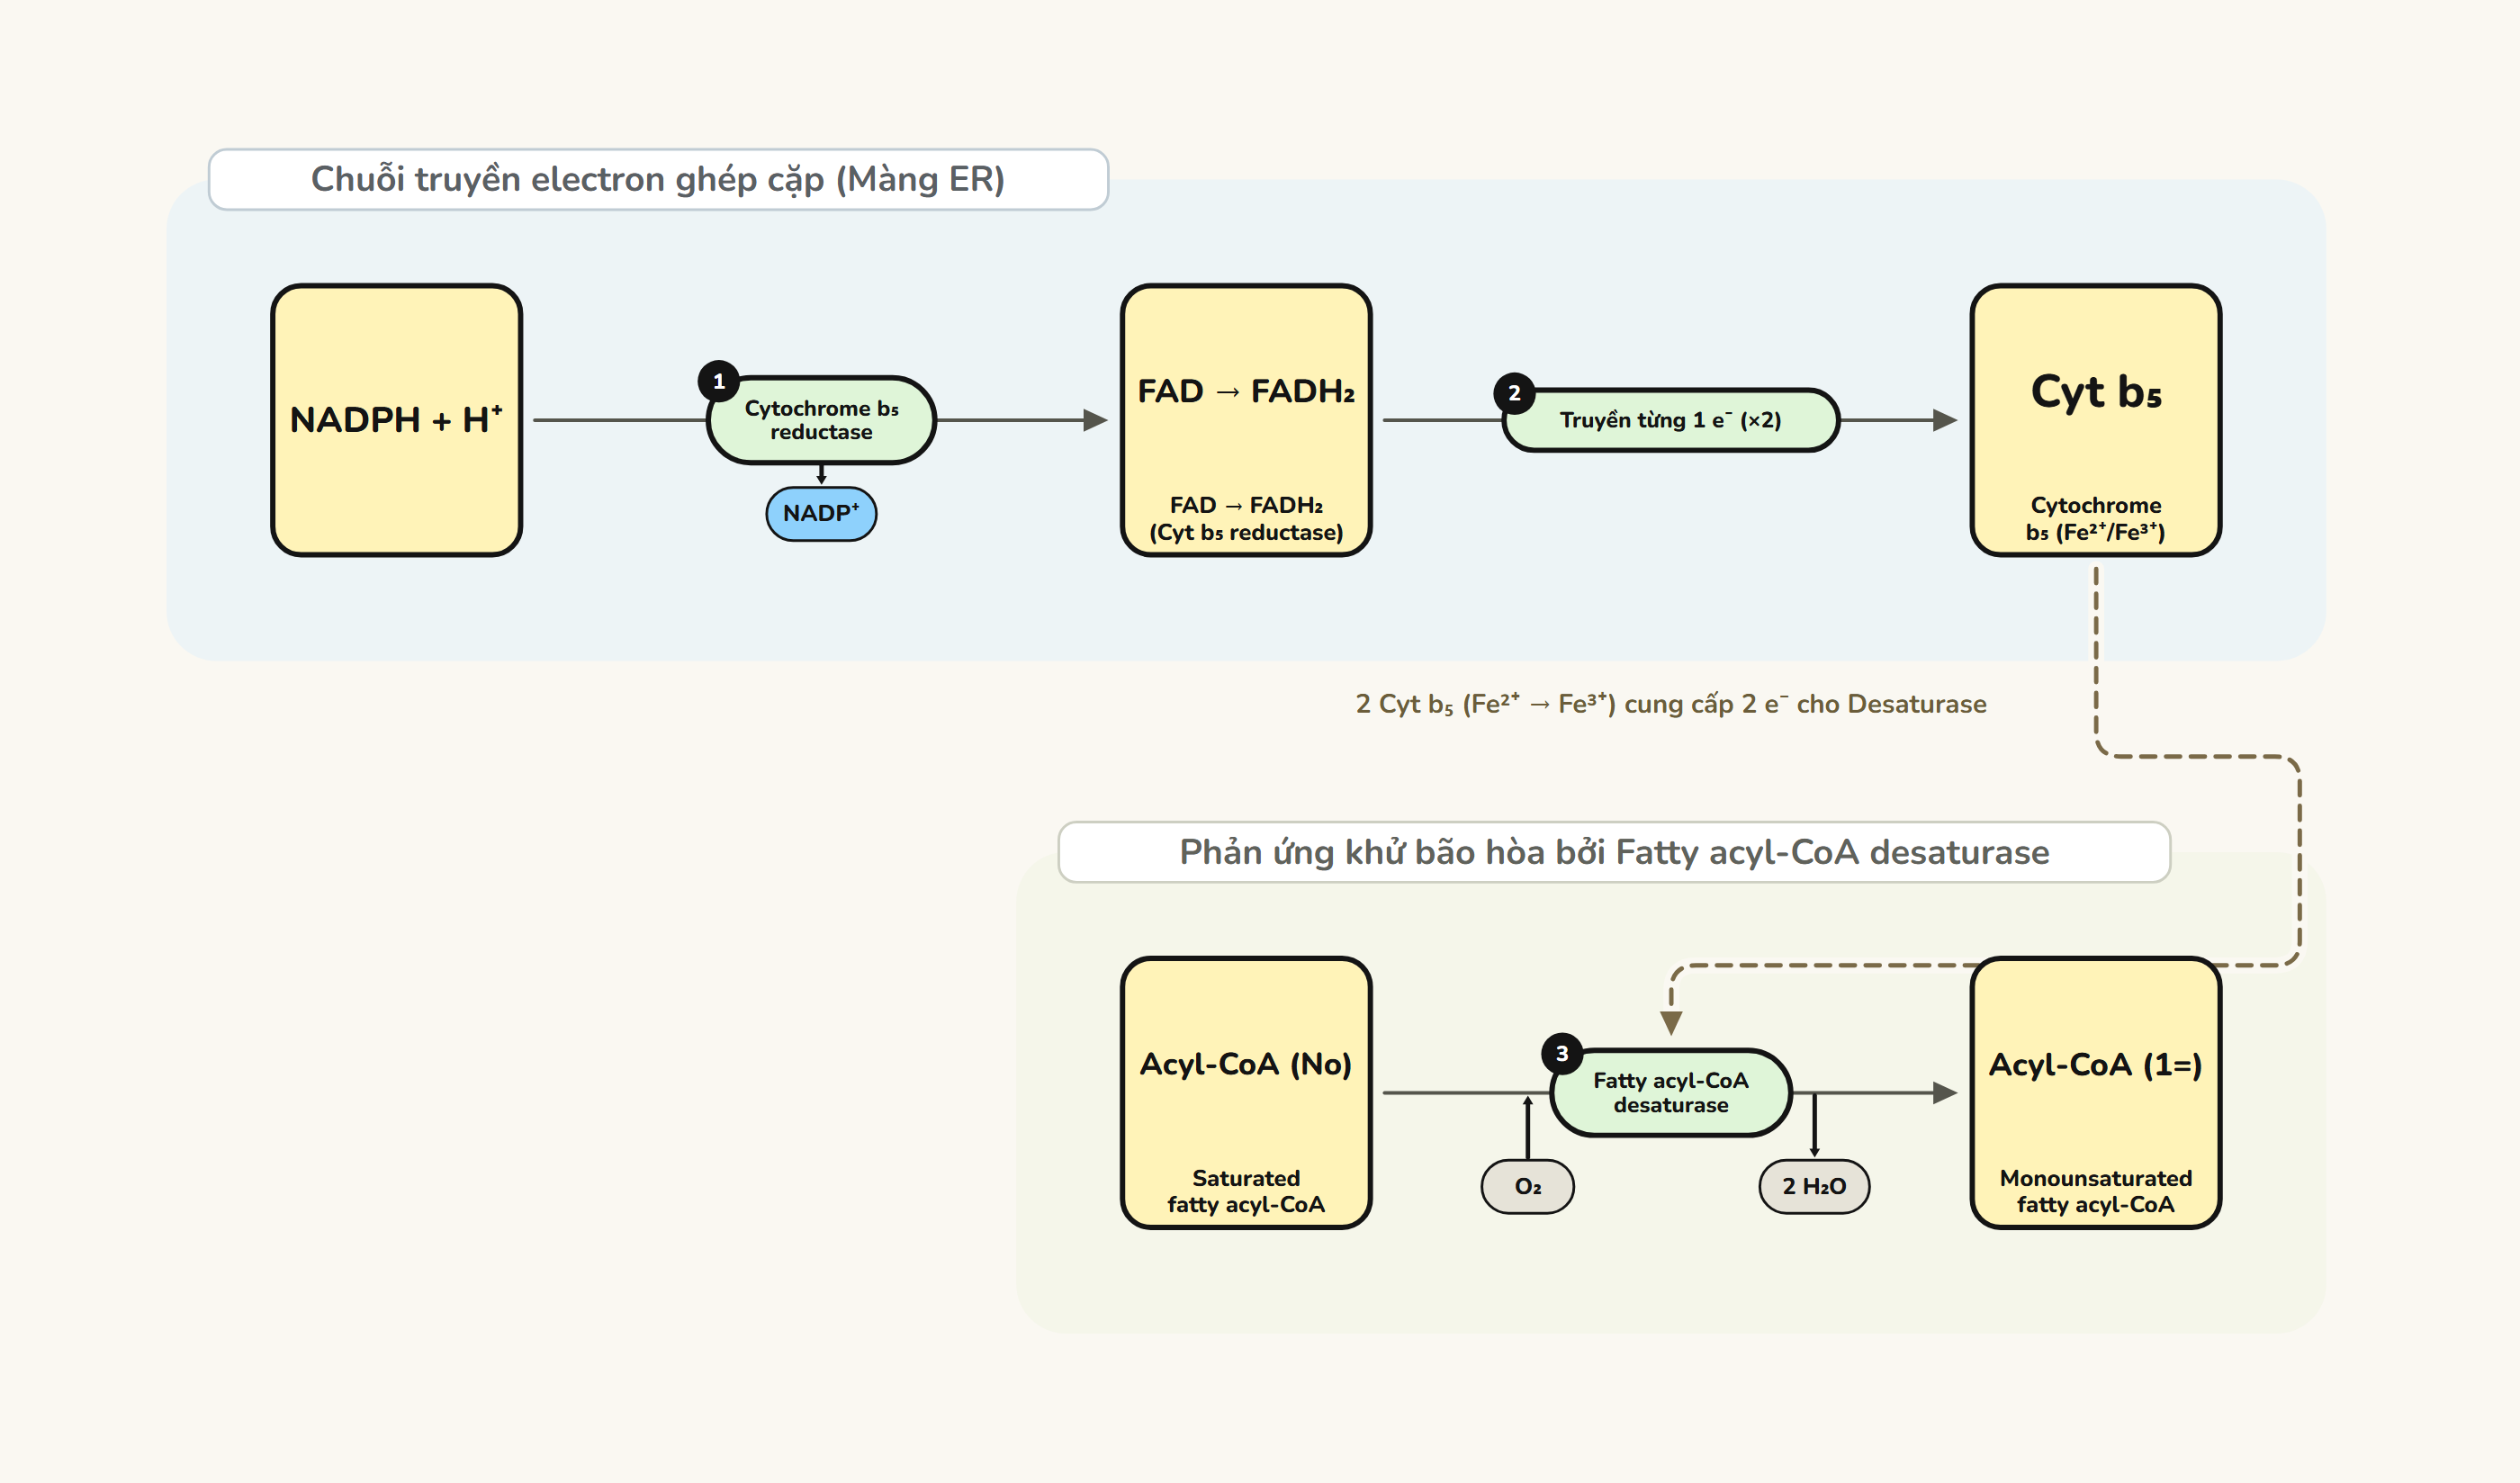 Chuỗi truyền electron ghép cặp (Màng ER)
NADPH + H⁺
1
Cytochrome b₅
reductase
NADP⁺
FAD → FADH₂
FAD → FADH₂
(Cyt b₅ reductase)
2
Truyền từng 1 e⁻ (×2)
Cyt b₅
Cytochrome
b₅ (Fe²⁺/Fe³⁺)
2 Cyt b₅ (Fe²⁺ → Fe³⁺) cung cấp 2 e⁻ cho Desaturase
Phản ứng khử bão hòa bởi Fatty acyl-CoA desaturase
Acyl-CoA (No)
Saturated
fatty acyl-CoA
3
Fatty acyl-CoA
desaturase
O₂
2 H₂O
Acyl-CoA (1=)
Monounsaturated
fatty acyl-CoA